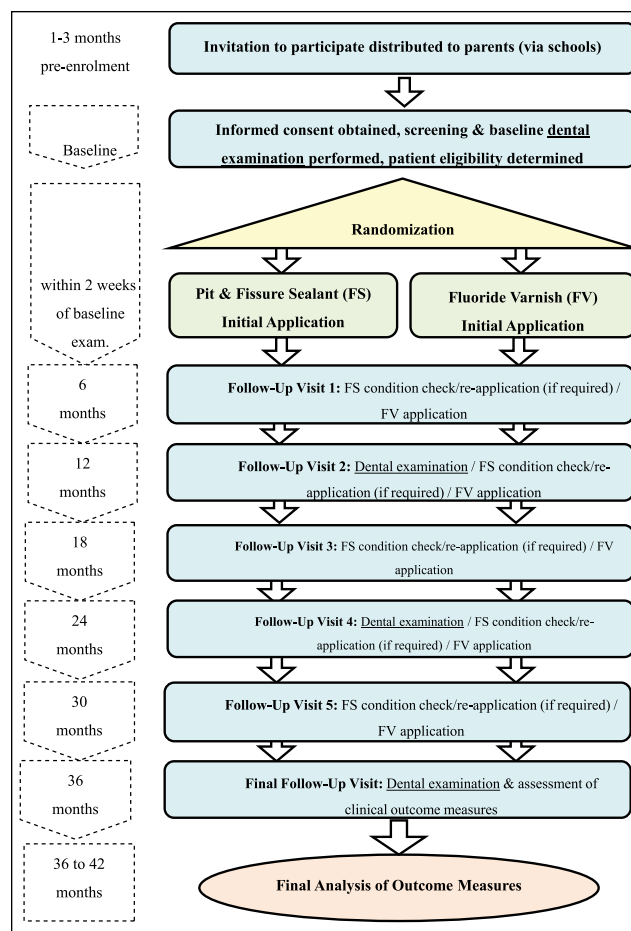 1-3 months
pre-enrolment
Invitation to participate distributed to parents (via schools)
Baseline
Informed consent obtained, screening & baseline dental
examination performed, patient eligibility determined
Randomization
within 2 weeks
of baseline
exam.
Pit & Fissure Sealant (FS)
Initial Application
Fluoride Varnish (FV)
Initial Application
6
months
Follow-Up Visit 1: FS condition check/re-application (if required) /
FV application
12
months
Follow-Up Visit 2: Dental examination / FS condition check/re-
application (if required) / FV application
18
months
Follow-Up Visit 3: FS condition check/re-application (if required) / FV
application
24
months
Follow-Up Visit 4: Dental examination / FS condition check/re-
application (if required) / FV application
30
months
Follow-Up Visit 5: FS condition check/re-application (if required) /
FV application
36
months
Final Follow-Up Visit: Dental examination & assessment of
clinical outcome measures
36 to 42
months
Final Analysis of Outcome Measures